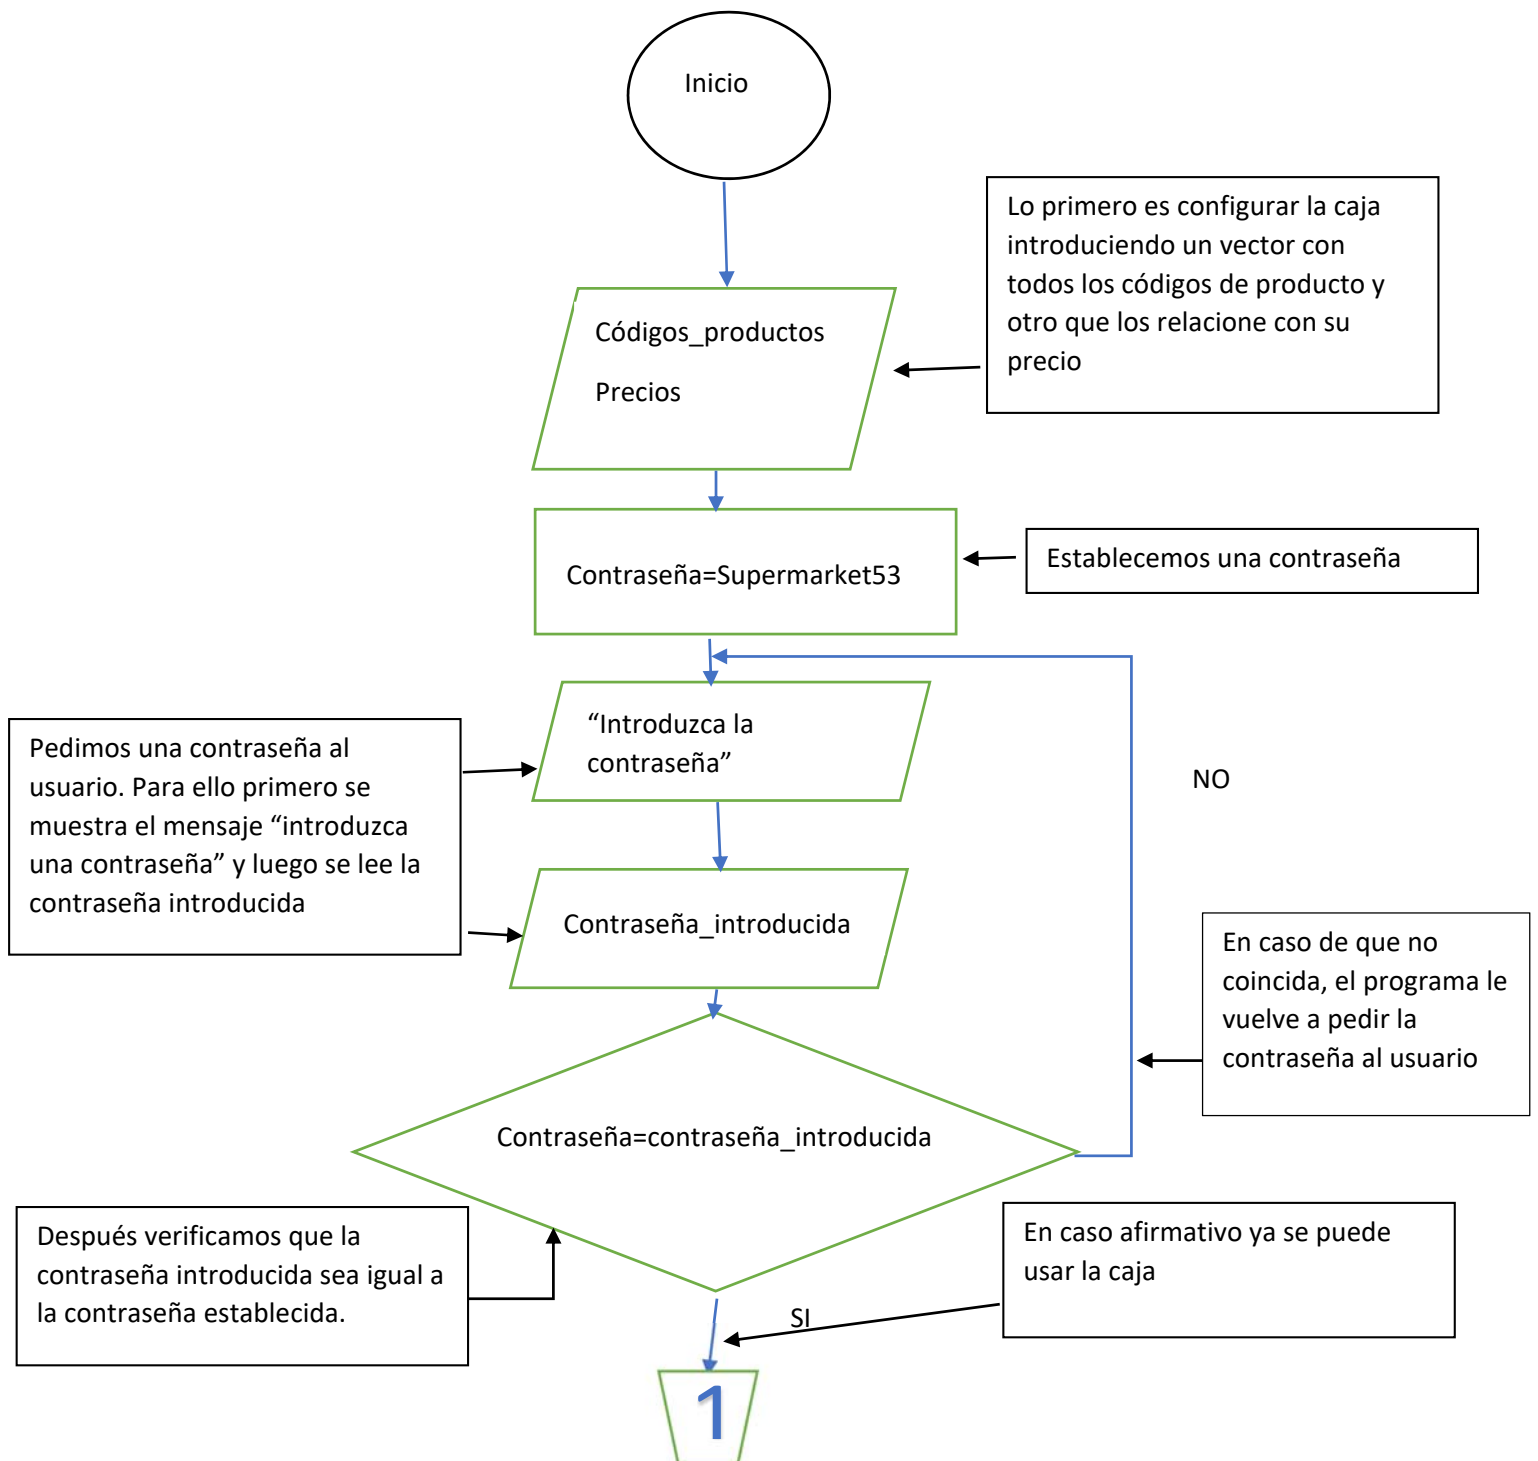 Inicio
Lo primero es configurar la caja
introduciendo un vector con
todos los códigos de producto y
otro que los relacione con su
precio
Códigos_productos
Precios
Contraseña=Supermarket53
Establecemos una contraseña
“Introduzca la
contraseña”
Pedimos una contraseña al
usuario. Para ello primero se
muestra el mensaje “introduzca
una contraseña” y luego se lee la
contraseña introducida
NO
Contraseña_introducida
En caso de que no
coincida, el programa le
vuelve a pedir la
contraseña al usuario
Contraseña=contraseña_introducida
Después verificamos que la
contraseña introducida sea igual a
la contraseña establecida.
En caso afirmativo ya se puede
usar la caja
SI
1